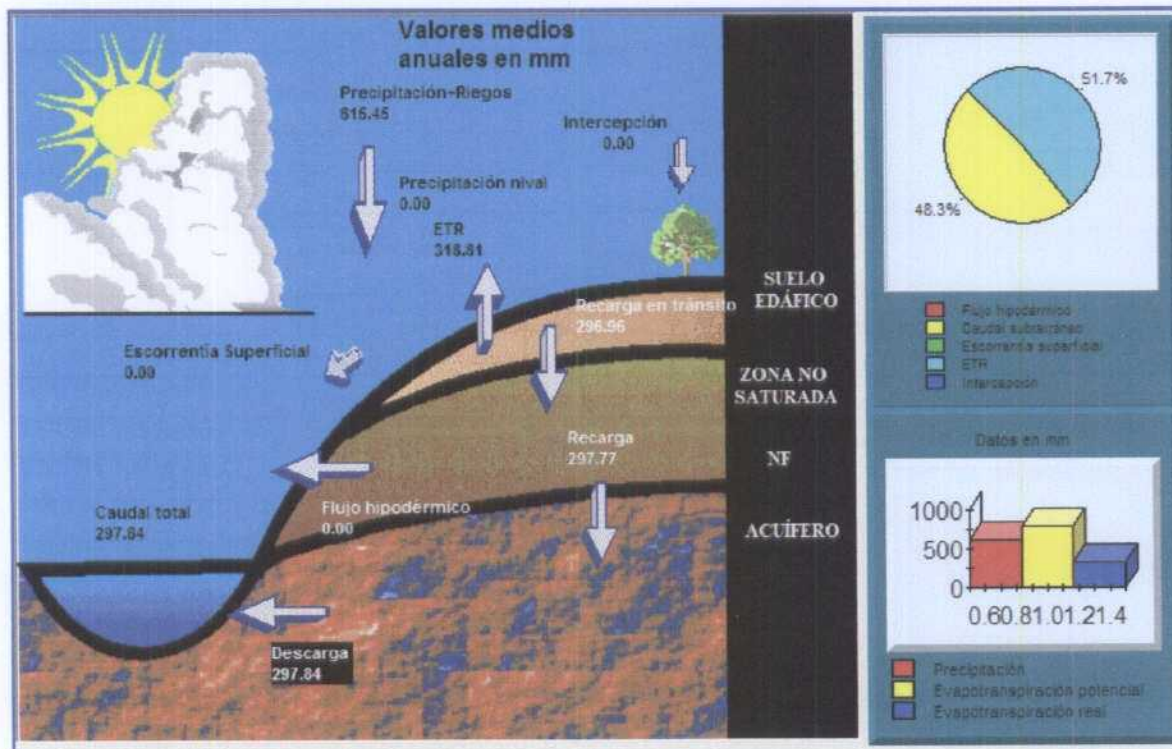 Valores medios
anuales en mm
Precipitación+Riegos
615.45
Intercepción
0.00
Precipitación nival
0.00
ETR
318.81
Recarga en tránsito
296.96
Escorrentía Superficial
0.00
Recarga
297.77
Caudal total
297.84
Flujo hipodérmico
0.00
Descarga
297.84
SUELO
EDÁFICO
ZONA NO
SATURADA
NF
ACUÍFERO
51.7%
48.3%
Flujo hipodérmico
Caudal subterráneo
Escorrentía superficial
ETR
Intercepción
Datos en mm
1000
500
0
0.60.81.01.21.4
Precipitación
Evapotranspiración potencial
Evapotranspiración real